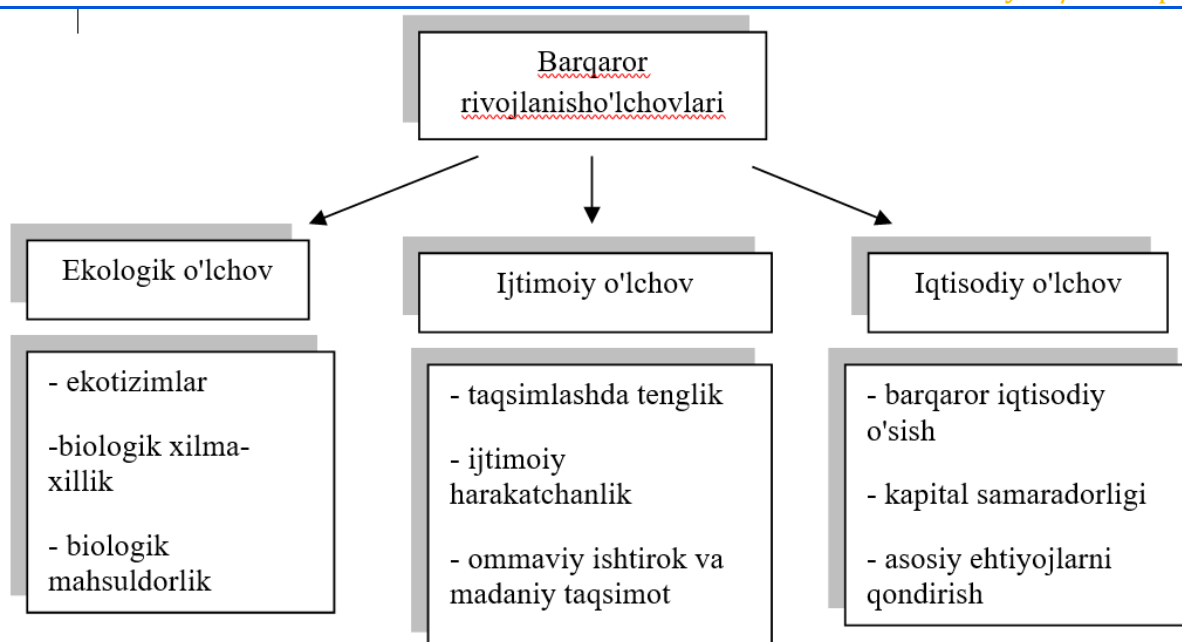 Barqaror
rivojlanisho'lchovlari
Ekologik o'lchov
Ijtimoiy o'lchov
Iqtisodiy o'lchov
- ekotizimlar
-biologik xilma-
xillik
- biologik
mahsuldorlik
- taqsimlashda tenglik
- ijtimoiy
harakatchanlik
- ommaviy ishtirok va
madaniy taqsimot
- barqaror iqtisodiy
o'sish
- kapital samaradorligi
- asosiy ehtiyojlarni
qondirish